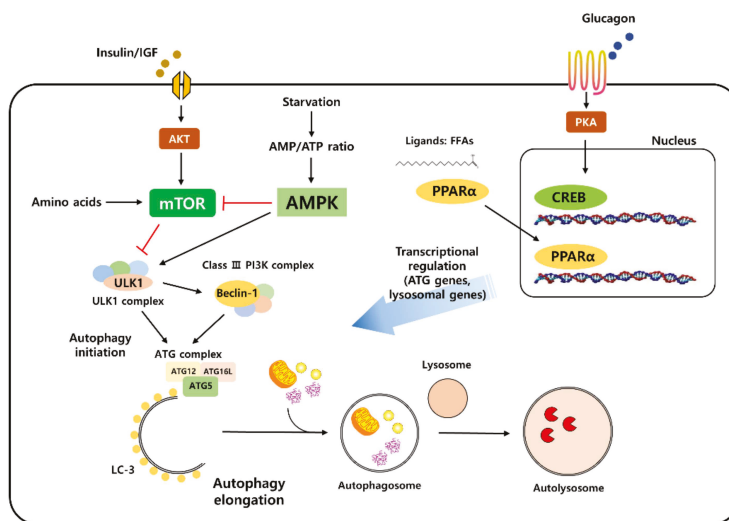 Glucagon
Insulin/IGF
Starvation
PKA
AKT
AMP/ATP ratio
Ligands: FFAs
Nucleus
Amino acids
mTOR
AMPK
PPARα
CREB
PPARα
Class Ⅲ PI3K complex
Transcriptional
regulation
(ATG genes,
lysosomal genes)
ULK1
ULK1 complex
Beclin-1
Autophagy
initiation
ATG complex
ATG12
ATG16L
ATG5
Lysosome
LC-3
Autophagy
elongation
Autophagosome
Autolysosome